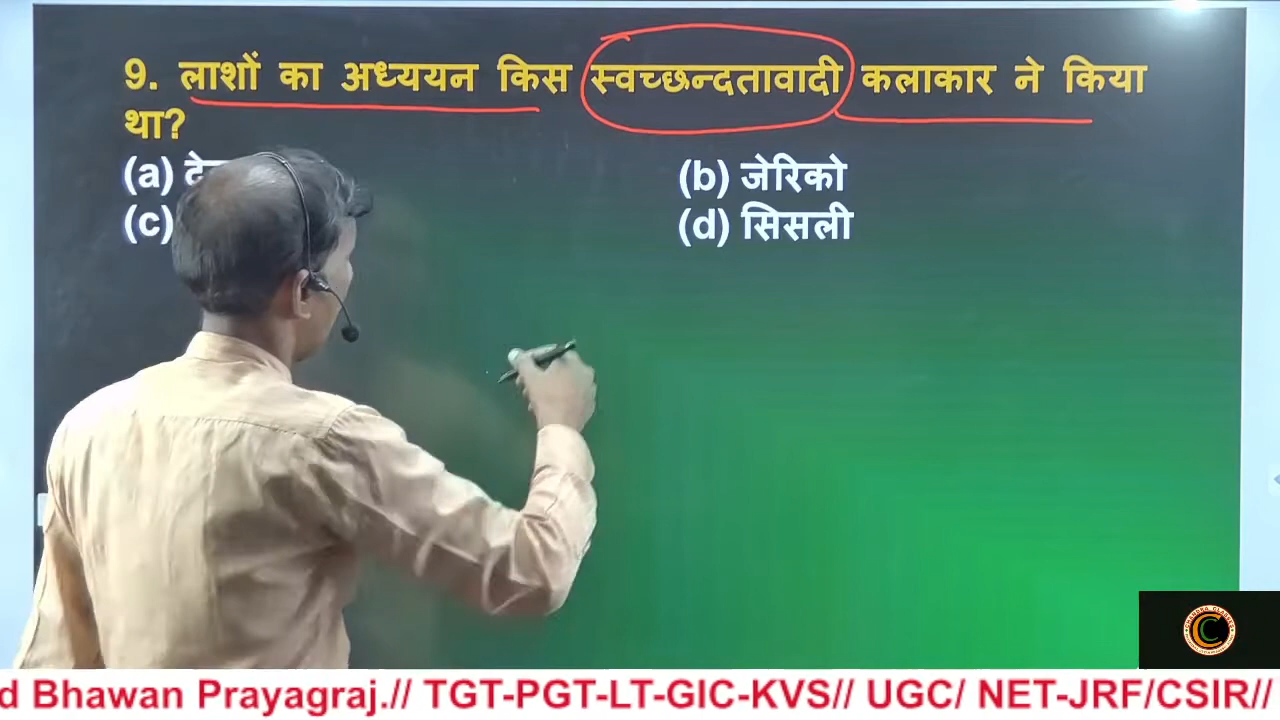 9. लाशों का अध्ययन किस स्वच्छन्दतावादी कलाकार ने किया
था?
(a)
(b) जेरिको
(c)
(d) सिसली
Bhawan Prayagraj.// TGT-PGT-LT-GIC-KVS// UGC/ NET-JRF/CSIR//